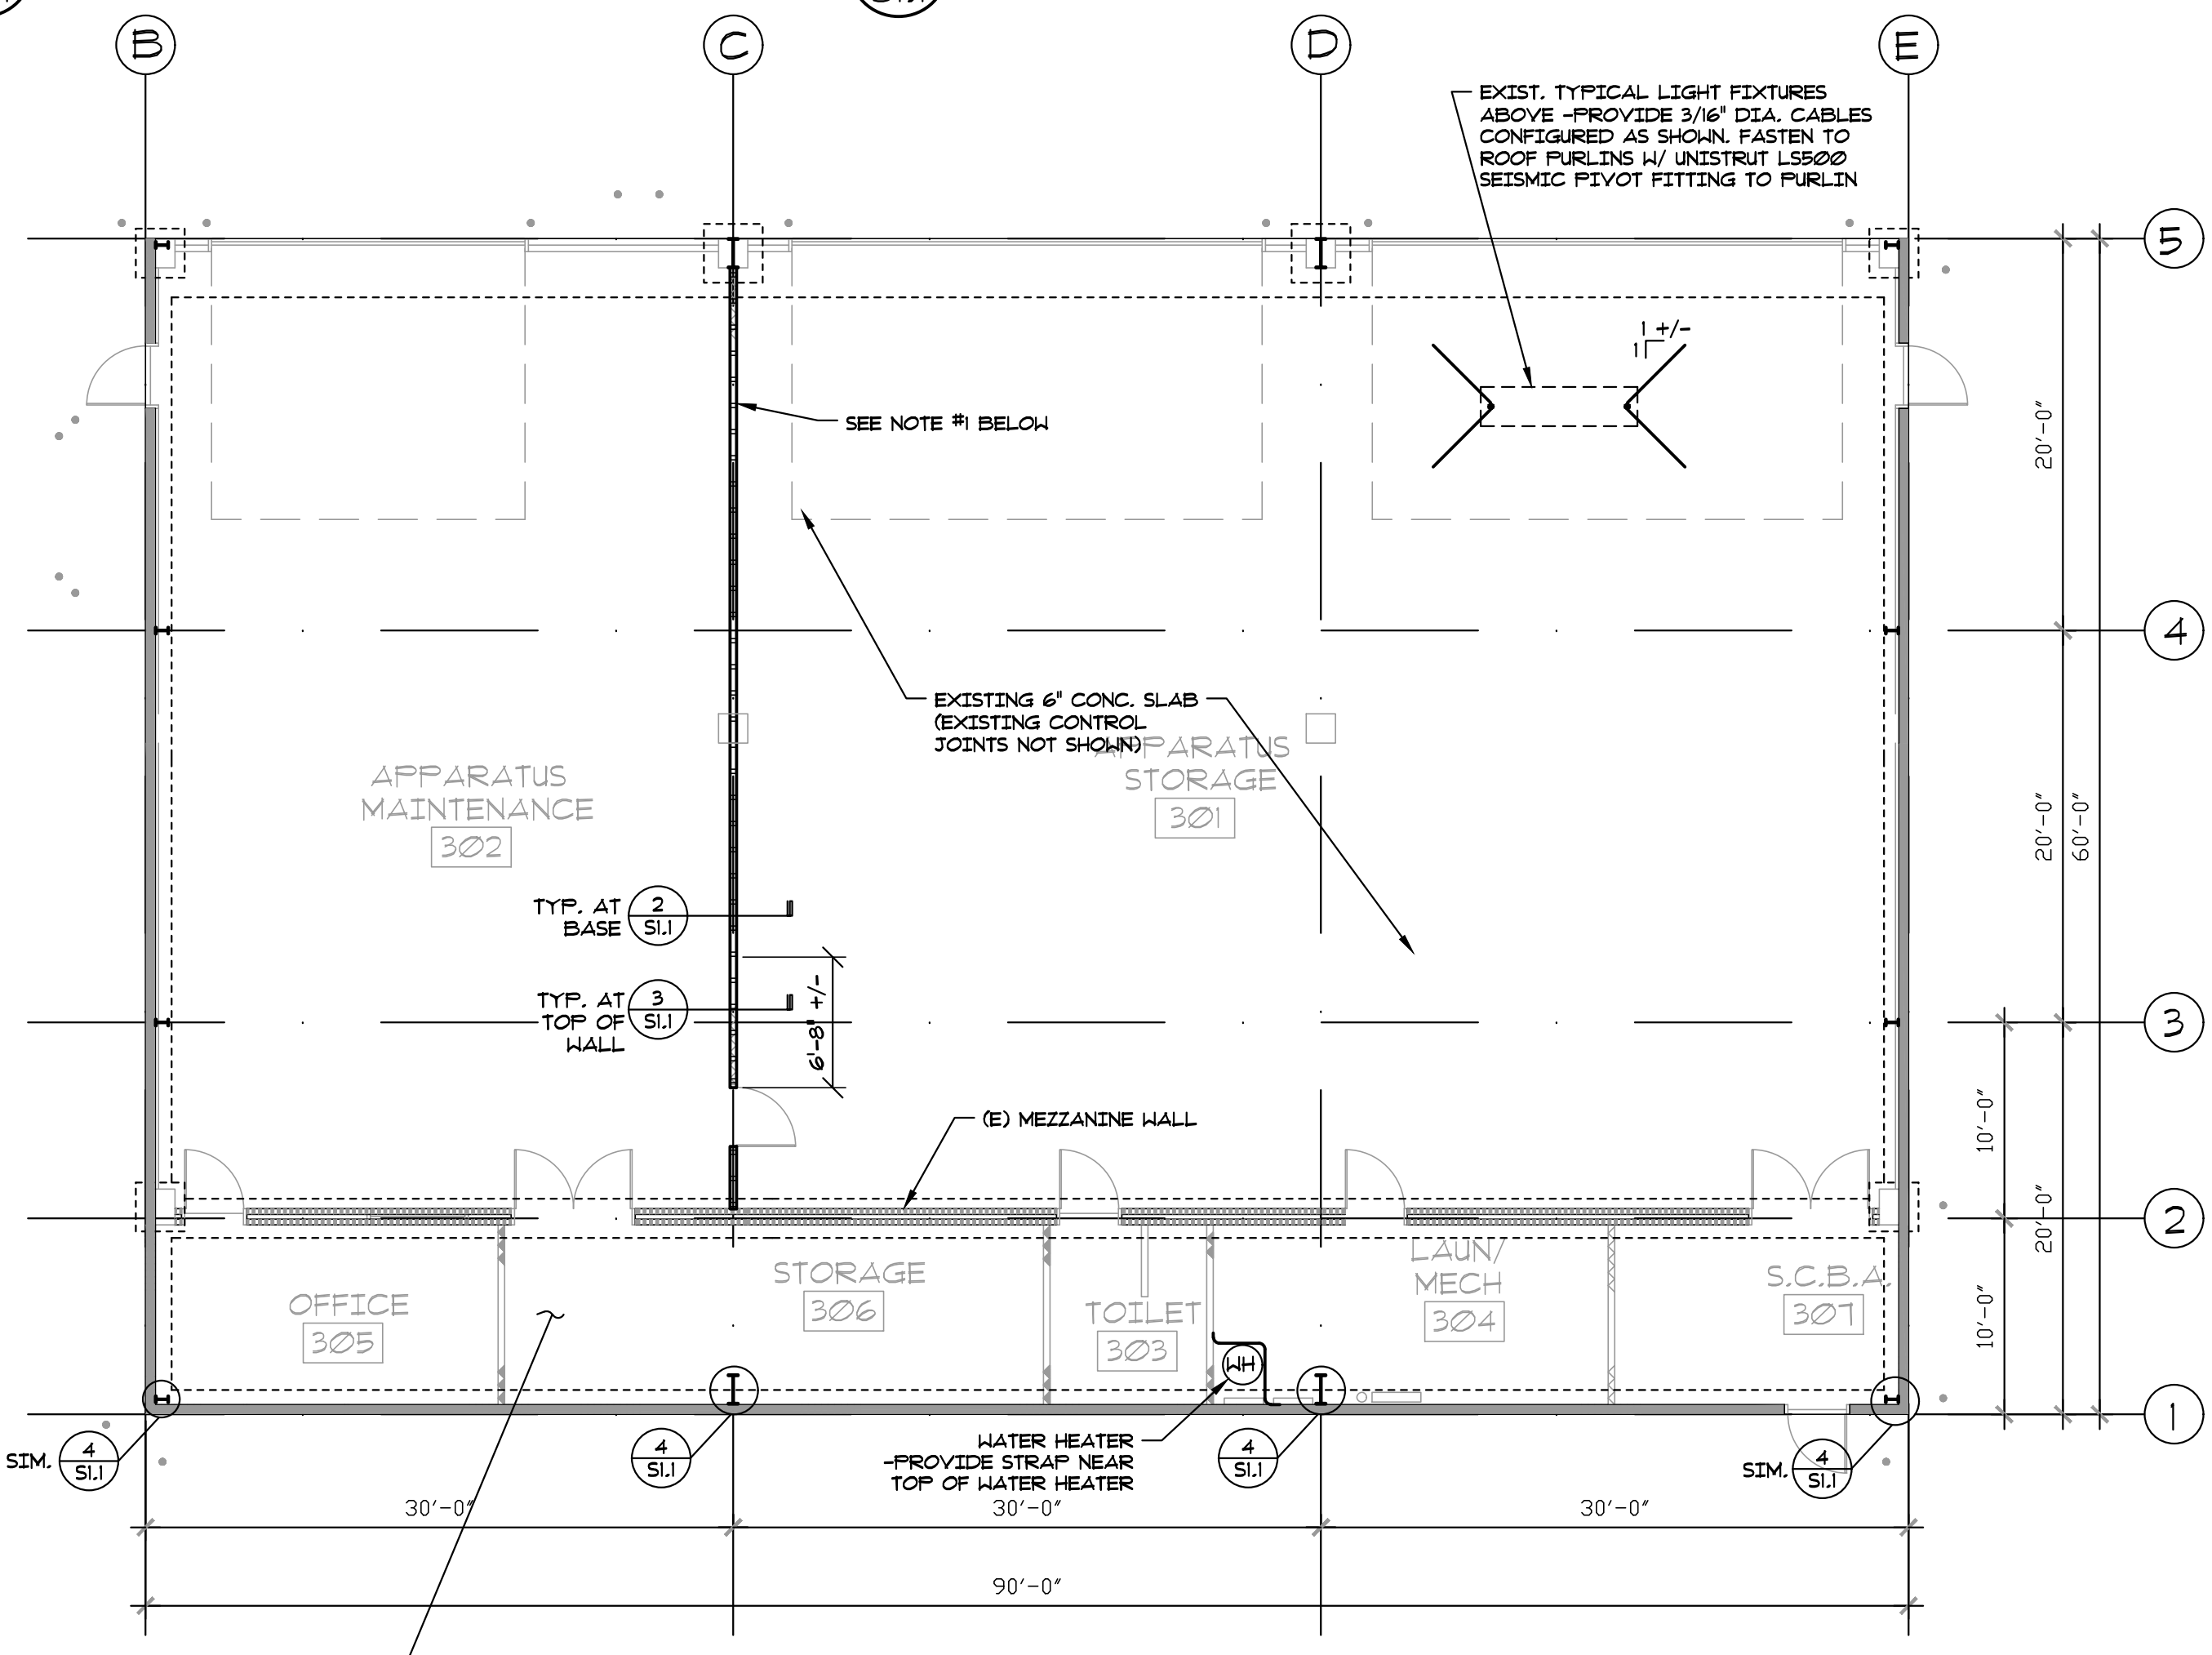 B
C
D
E
EXIST. TYPICAL LIGHT FIXTURES
ABOVE -PROVIDE 3/16" DIA. CABLES
CONFIGURED AS SHOWN. FASTEN TO
ROOF PURLINS W/ UNISTRUT LS500
SEISMIC PIVOT FITTING TO PURLIN
5
1 +/-
1
20'-0"
SEE NOTE #1 BELOW
4
EXISTING 6" CONC. SLAB
(EXISTING CONTROL
JOINTS NOT SHOWN)
APPARATUS
STORAGE
301
APPARATUS
MAINTENANCE
302
20'-0"
60'-0"
TYP. AT
BASE
2
S1.1
TYP. AT
TOP OF
WALL
3
S1.1
6'-8" +/-
3
10'-0"
(E) MEZZANINE WALL
2
20'-0"
10'-0"
OFFICE
305
STORAGE
306
TOILET
303
LAUN/
MECH
304
S.C.B.A.
307
WH
1
SIM.
4
S1.1
4
S1.1
WATER HEATER
-PROVIDE STRAP NEAR
TOP OF WATER HEATER
4
S1.1
SIM.
4
S1.1
30'-0"
30'-0"
30'-0"
90'-0"